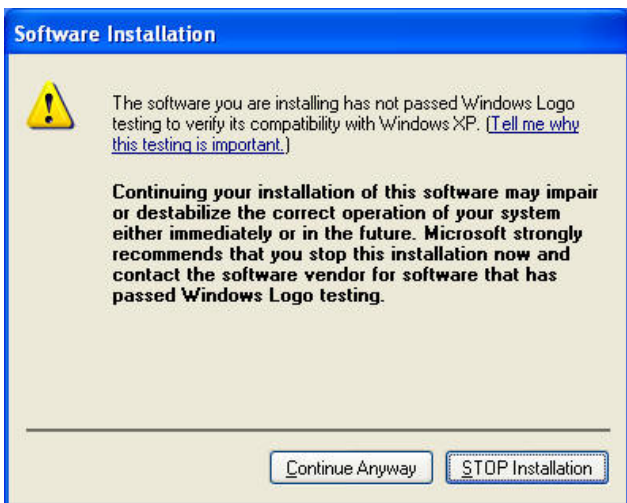 Software Installation
The software you are installing has not passed Windows Logo
testing to verify its compatibility with Windows XP. (Tell me why
this testing is important.)
Continuing your installation of this software may impair
or destabilize the correct operation of your system
either immediately or in the future. Microsoft strongly
recommends that you stop this installation now and
contact the software vendor for software that has
passed Windows Logo testing.
Continue Anyway
STOP Installation